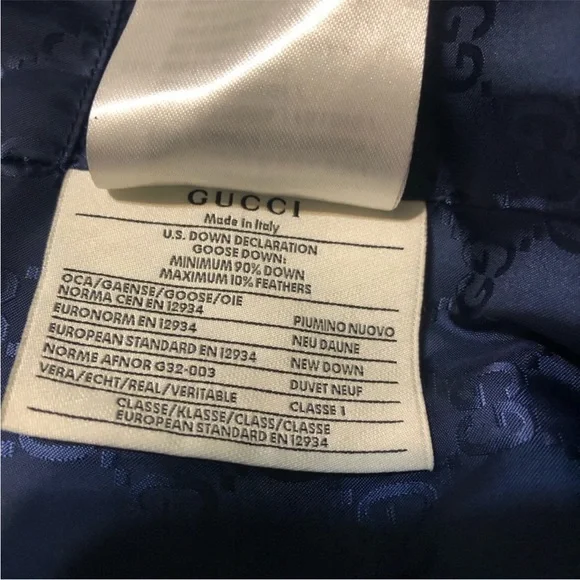 GUCCI
Made in Italy
U.S. DOWN DECLARATION
GOOSE DOWN:
MINIMUM 90% DOWN
MAXIMUM 10% FEATHERS
OCA/GAENSE/GOOSE/OIE
NORMA CEN EN 12934 PIUMINO NUOVO
EURONORM EN 12934 NEU DAUNE
EUROPEAN STANDARD EN 12934 NEW DOWN
NORME AFNOR G32-003 DUVET NEUF
VERA/ECHT/REAL/VERITABLE CLASSE 1
CLASSE/KLASSE/CLASS/CLASSE
EUROPEAN STANDARD EN 12934